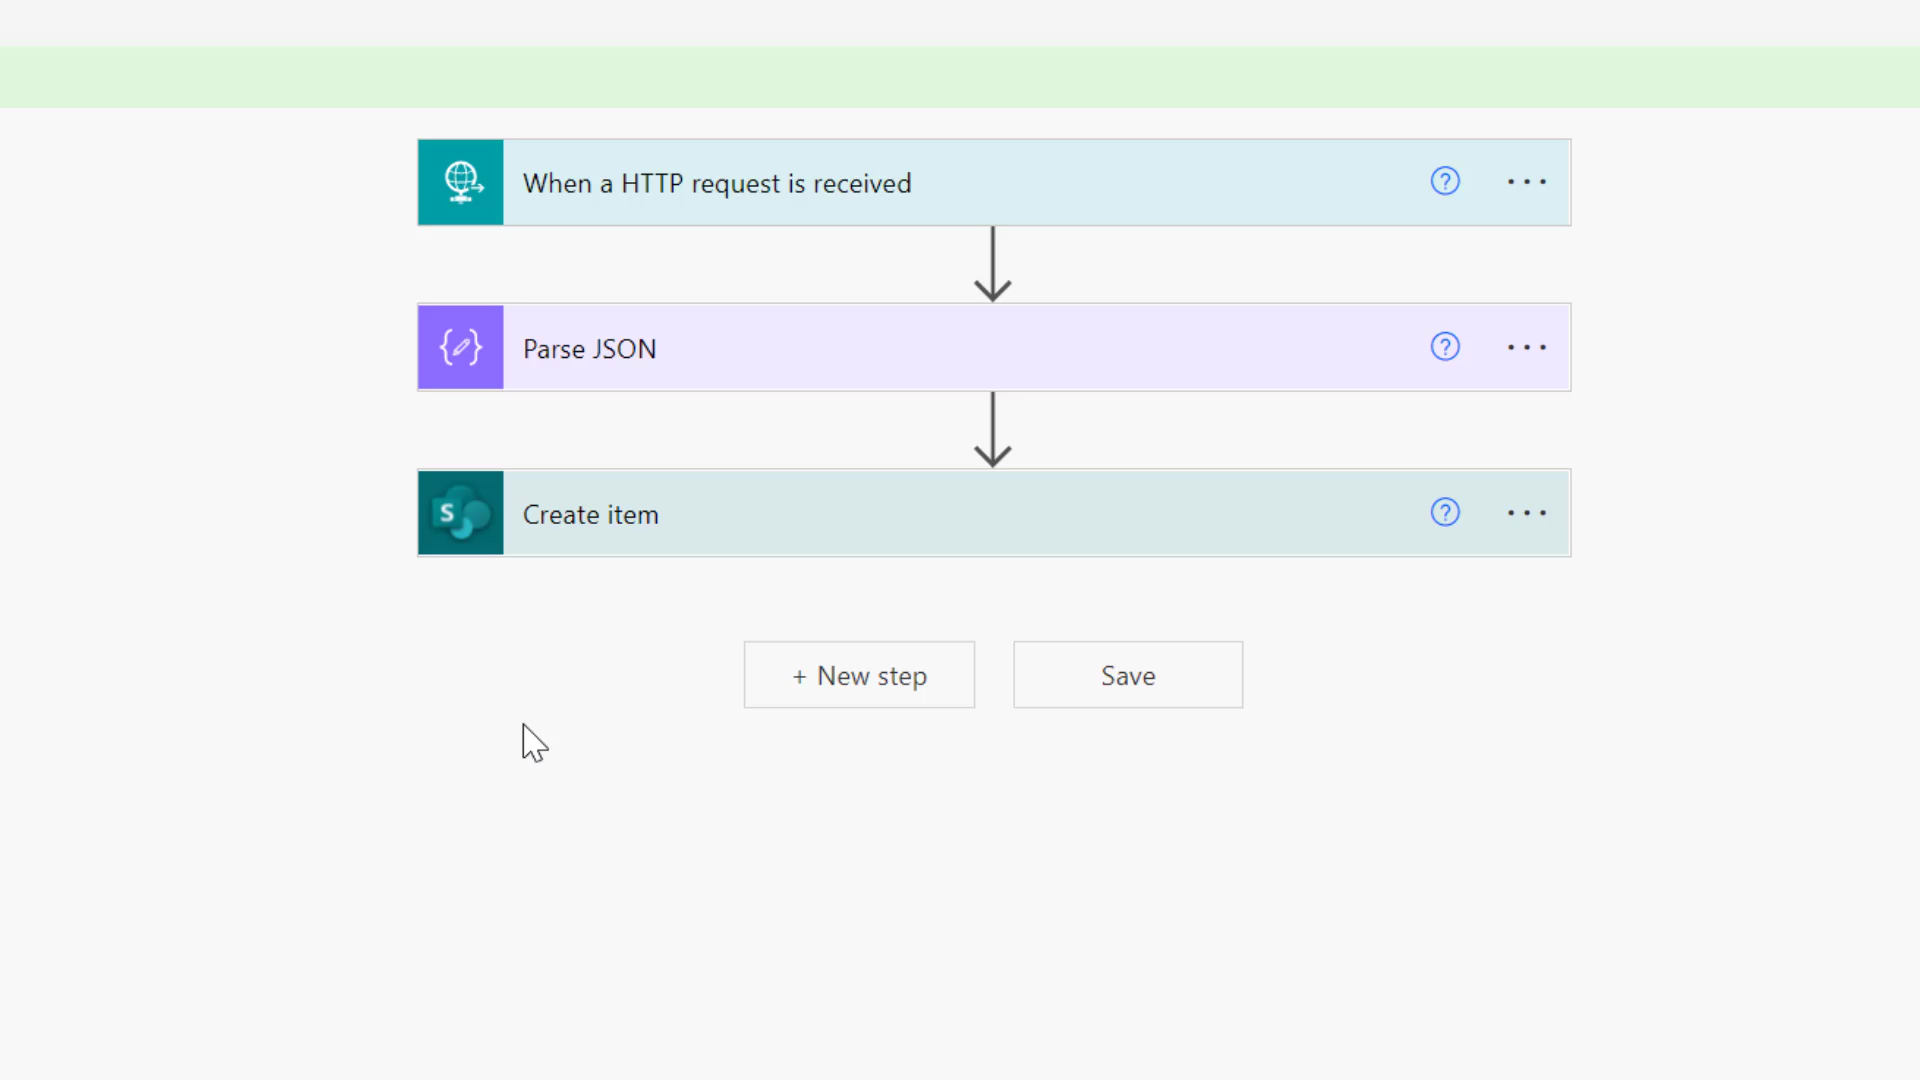 When a HTTP request is received
Parse JSON
S Create item
+ New step
Save